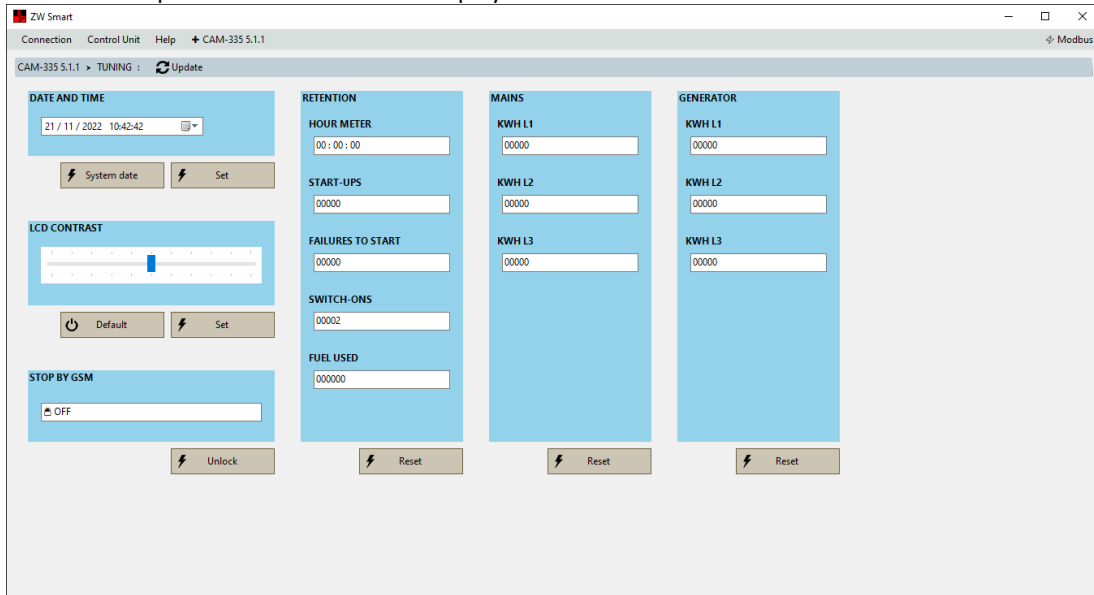 ZW Smart
Connection Control Unit Help + CAM-335 5.1.1 Modbus
CAM-335 5.1.1 > TUNING : Update
DATE AND TIME
21 / 11 / 2022 10:42:42
System date Set
LCD CONTRAST
Default Set
STOP BY GSM
OFF
Unlock
RETENTION
HOUR METER
00 : 00 : 00
START-UPS
00000
FAILURES TO START
00000
SWITCH-ONS
00002
FUEL USED
000000
Reset
MAINS
KWH L1
00000
KWH L2
00000
KWH L3
00000
Reset
GENERATOR
KWH L1
00000
KWH L2
00000
KWH L3
00000
Reset